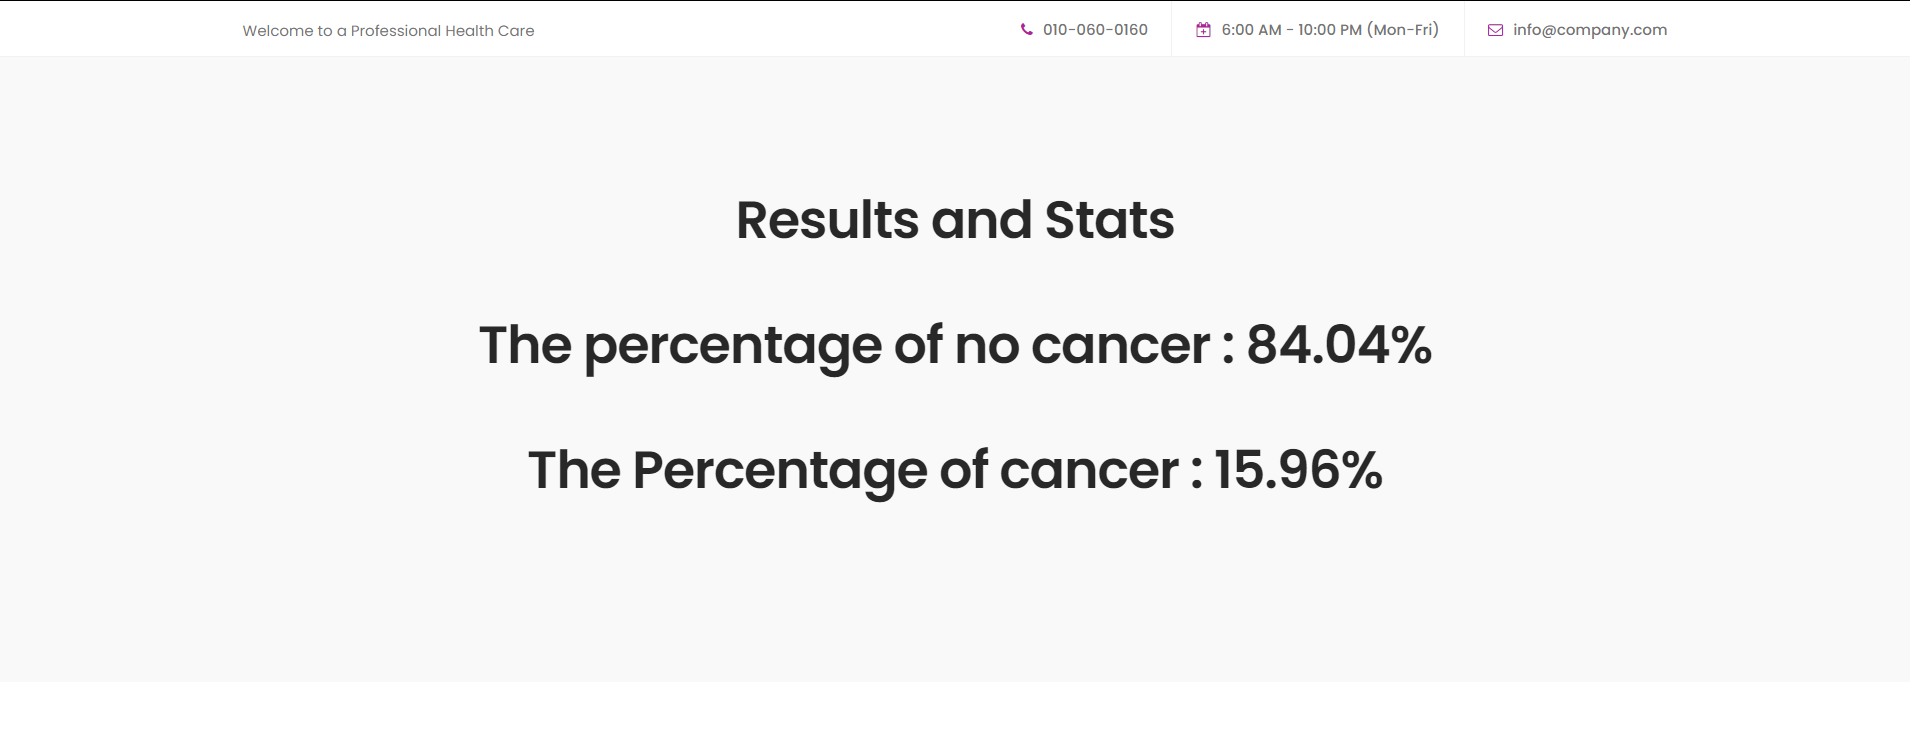 Welcome to a Professional Health Care
010-060-0160
6:00 AM - 10:00 PM (Mon-Fri)
info@company.com
Results and Stats
The percentage of no cancer : 84.04%
The Percentage of cancer : 15.96%